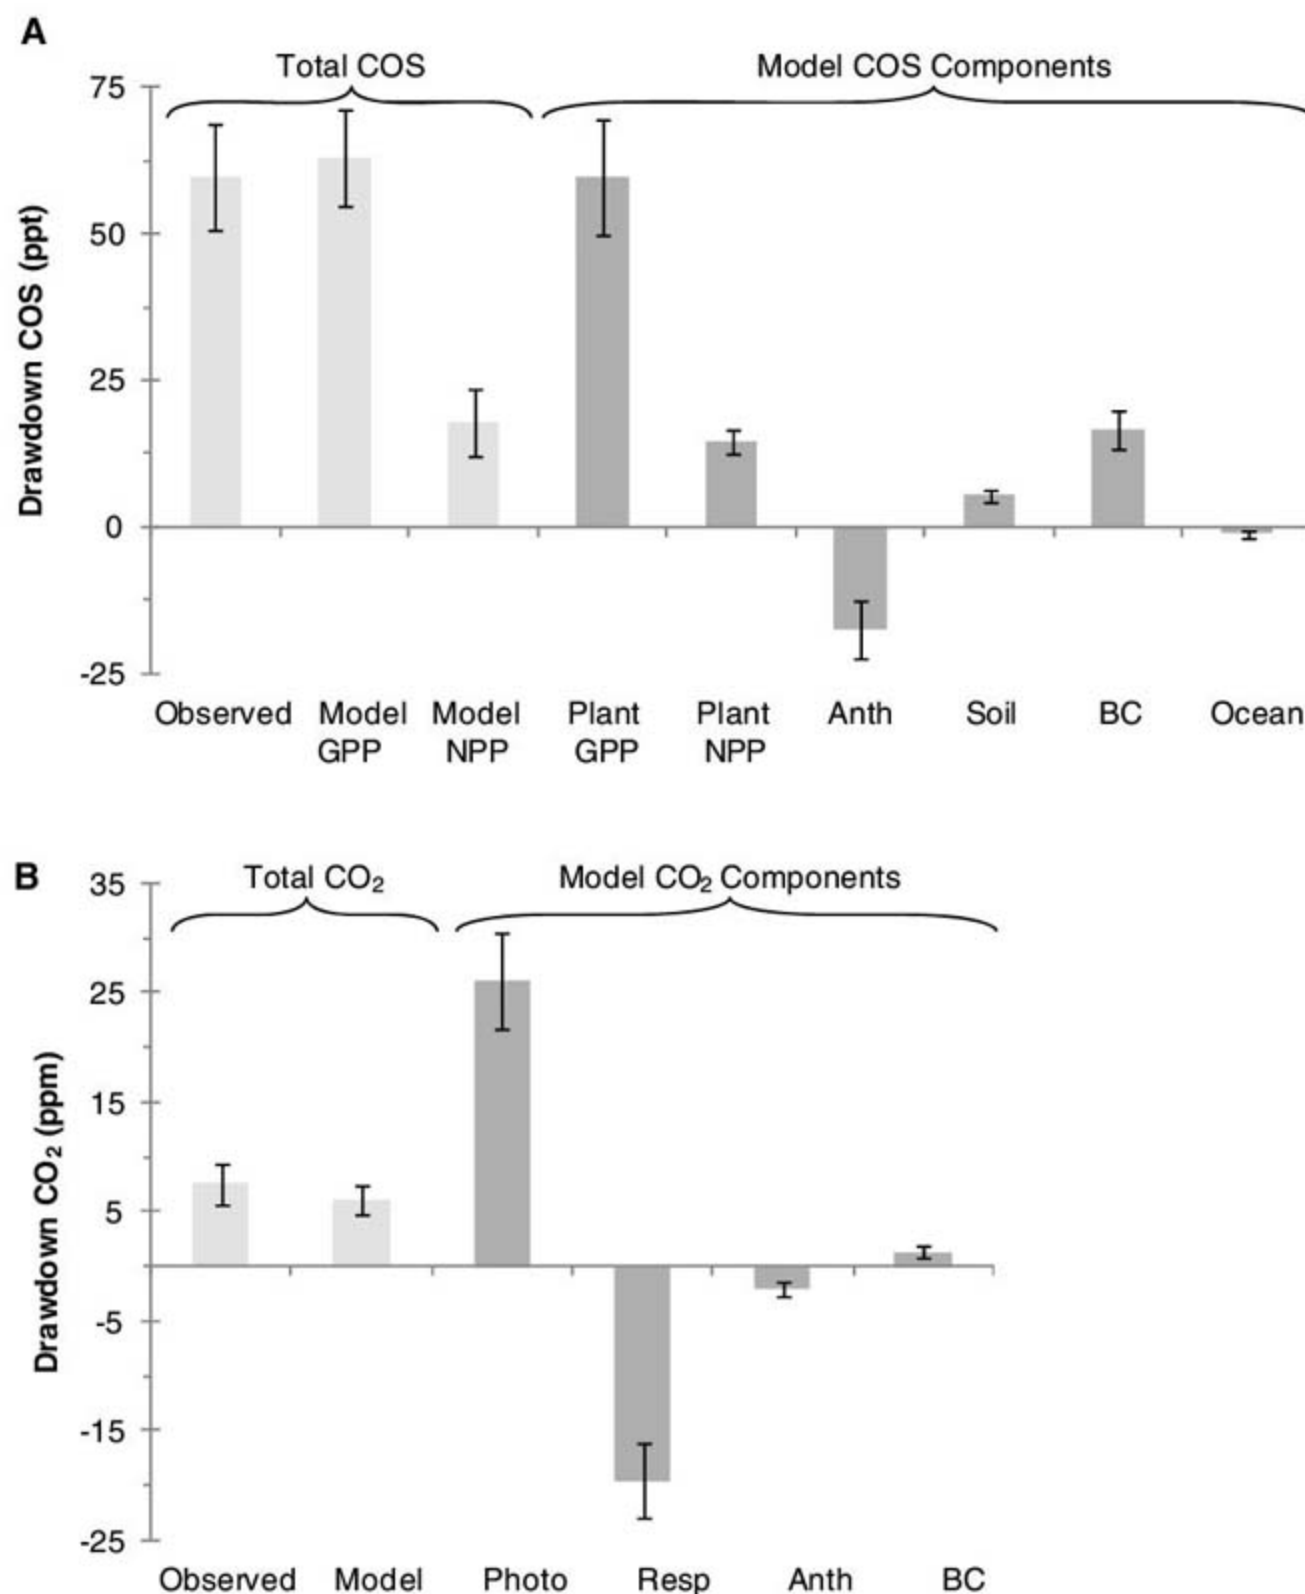 A
Total COS
Model COS Components
Drawdown COS (ppt)
75
50
25
0
-25
Observed
Model
GPP
Model
NPP
Plant
GPP
Plant
NPP
Anth
Soil
BC
Ocean
B
Total CO₂
Model CO₂ Components
Drawdown CO₂ (ppm)
35
25
15
5
-5
-15
-25
Observed
Model
Photo
Resp
Anth
BC